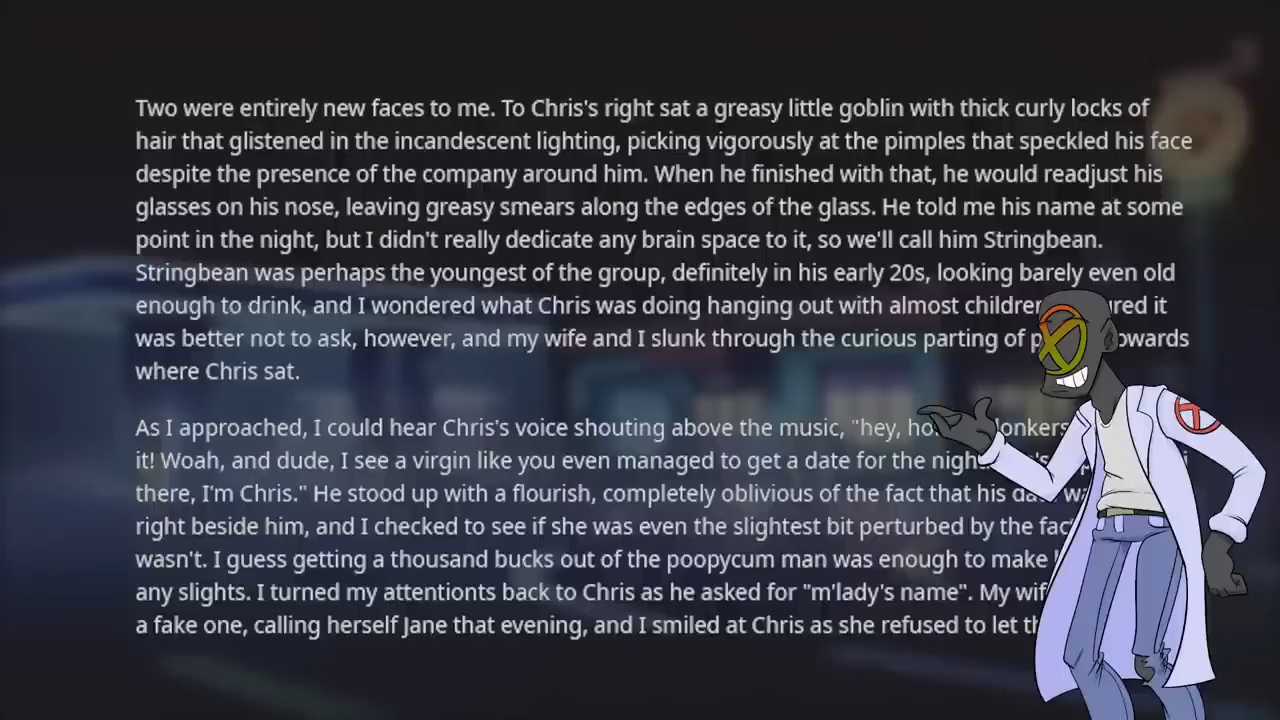 Two were entirely new faces to me. To Chris's right sat a greasy little goblin with thick curly locks of
hair that glistened in the incandescent lighting, picking vigorously at the pimples that speckled his face
despite the presence of the company around him. When he finished with that, he would readjust his
glasses on his nose, leaving greasy smears along the edges of the glass. He told me his name at some
point in the night, but I didn't really dedicate any brain space to it, so we'll call him Stringbean.
Stringbean was perhaps the youngest of the group, definitely in his early 20s, looking barely even old
enough to drink, and I wondered what Chris was doing hanging out with almost children it
was better not to ask, however, and my wife and I slunk through the curious parting of
where Chris sat.
As I approached, I could hear Chris's voice shouting above the music, "hey,
it! Woah, and dude, I see a virgin like you even managed to get a date for the
there, I'm Chris." He stood up with a flourish, completely oblivious of the fact that his
right beside him, and I checked to see if she was even the slightest bit perturbed by the
wasn't. I guess getting a thousand bucks out of the poopycum man was enough to make
any slights. I turned my attentionts back to Chris as he asked for "m'lady's name". My
a fake one, calling herself Jane that evening, and I smiled at Chris as she refused to let